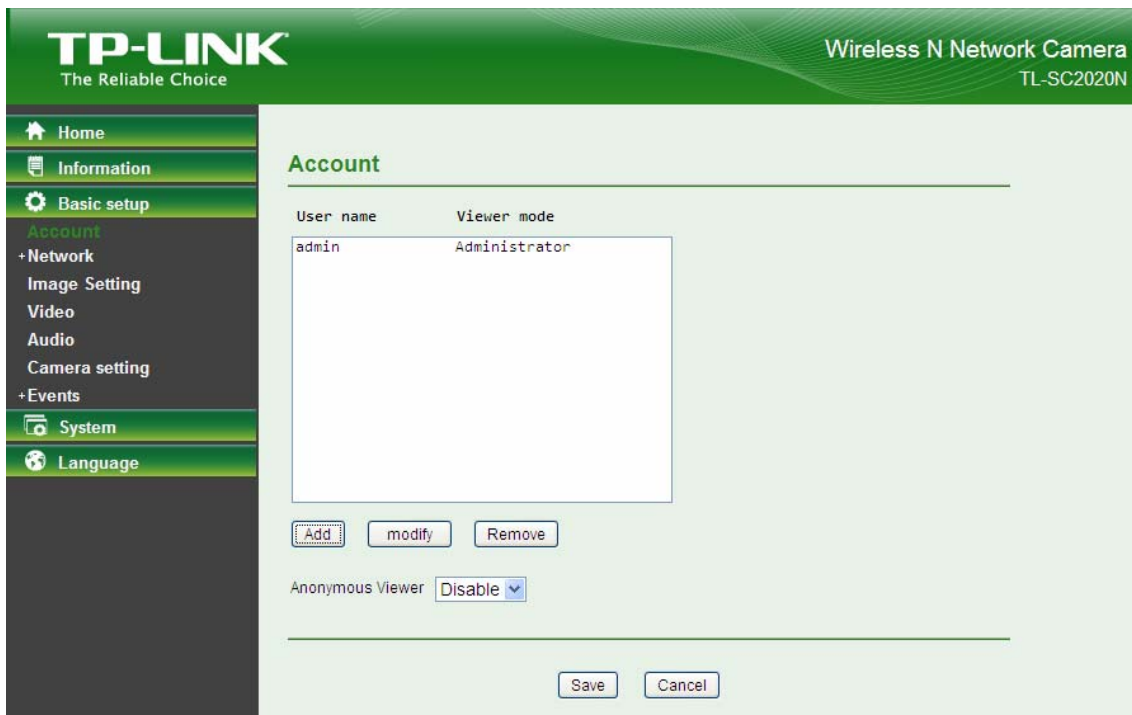 TP-LINK
The Reliable Choice
Wireless N Network Camera
TL-SC2020N
Home
Information
Basic setup
Account
+Network
Image Setting
Video
Audio
Camera setting
+Events
System
Language
Account
User name Viewer mode
admin Administrator
Add modify Remove
Anonymous Viewer Disable
Save Cancel